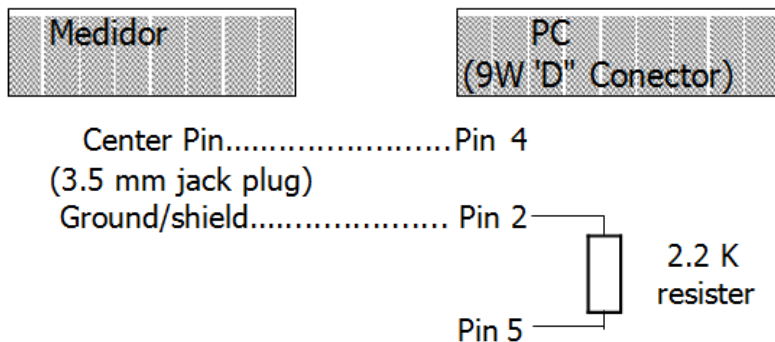 Medidor
PC
(9W 'D" Conector)
Center Pin.........................Pin 4
(3.5 mm jack plug)
Ground/shield...................... Pin 2
2.2 K
resister
Pin 5